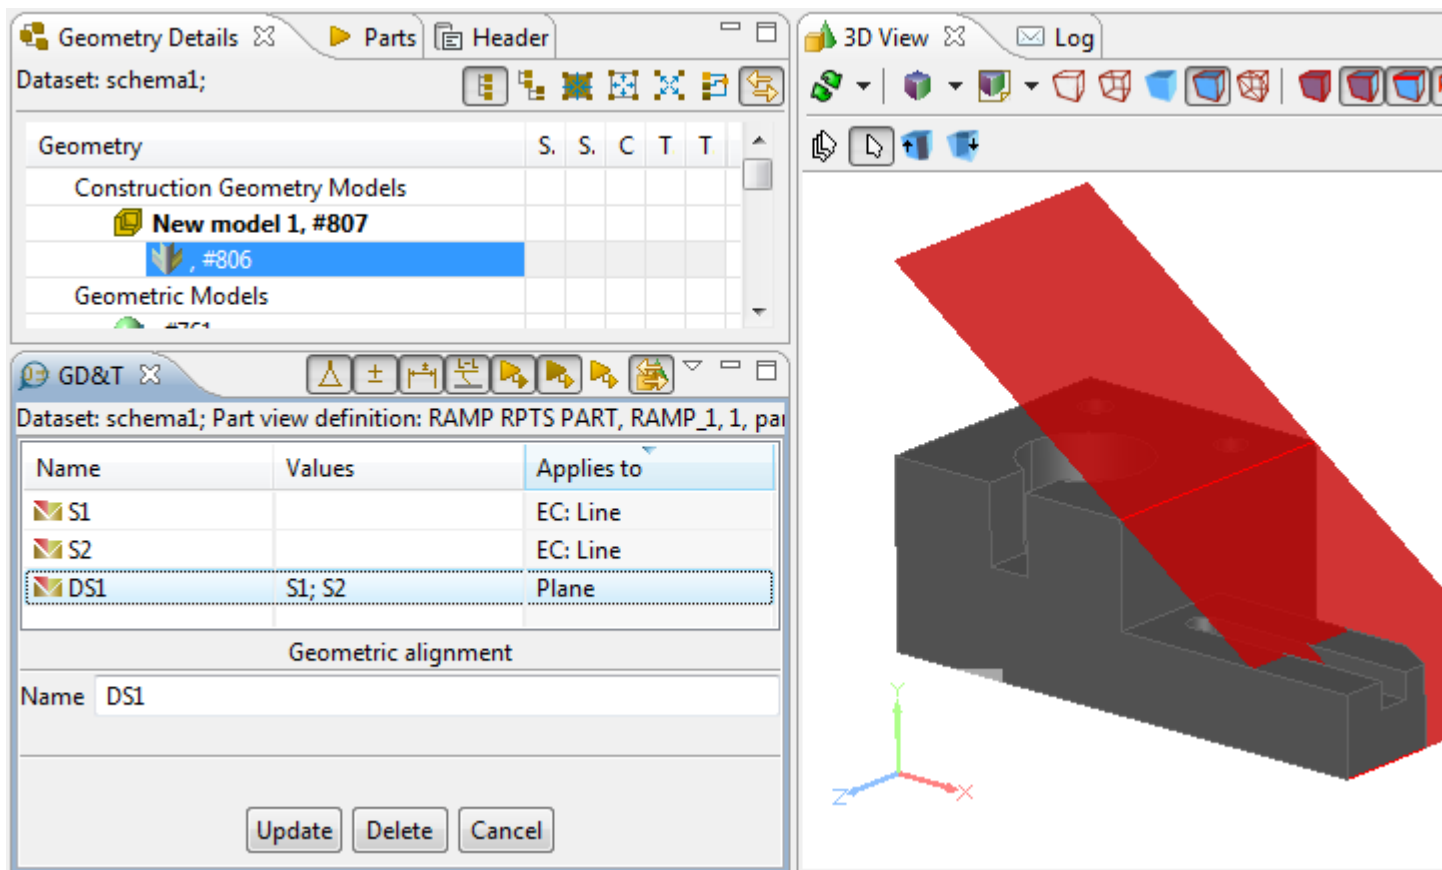 Geometry Details Parts Header
Dataset: schema1;
Geometry S. S. C T. T
Construction Geometry Models
New model 1, #807
, #806
Geometric Models
GD&T
Dataset: schema1; Part view definition: RAMP RPTS PART, RAMP_1, 1, pa
Name Values Applies to
S1 EC: Line
S2 EC: Line
DS1 S1; S2 Plane
Geometric alignment
Name DS1
Update Delete Cancel
3D View Log
Y
Z
X